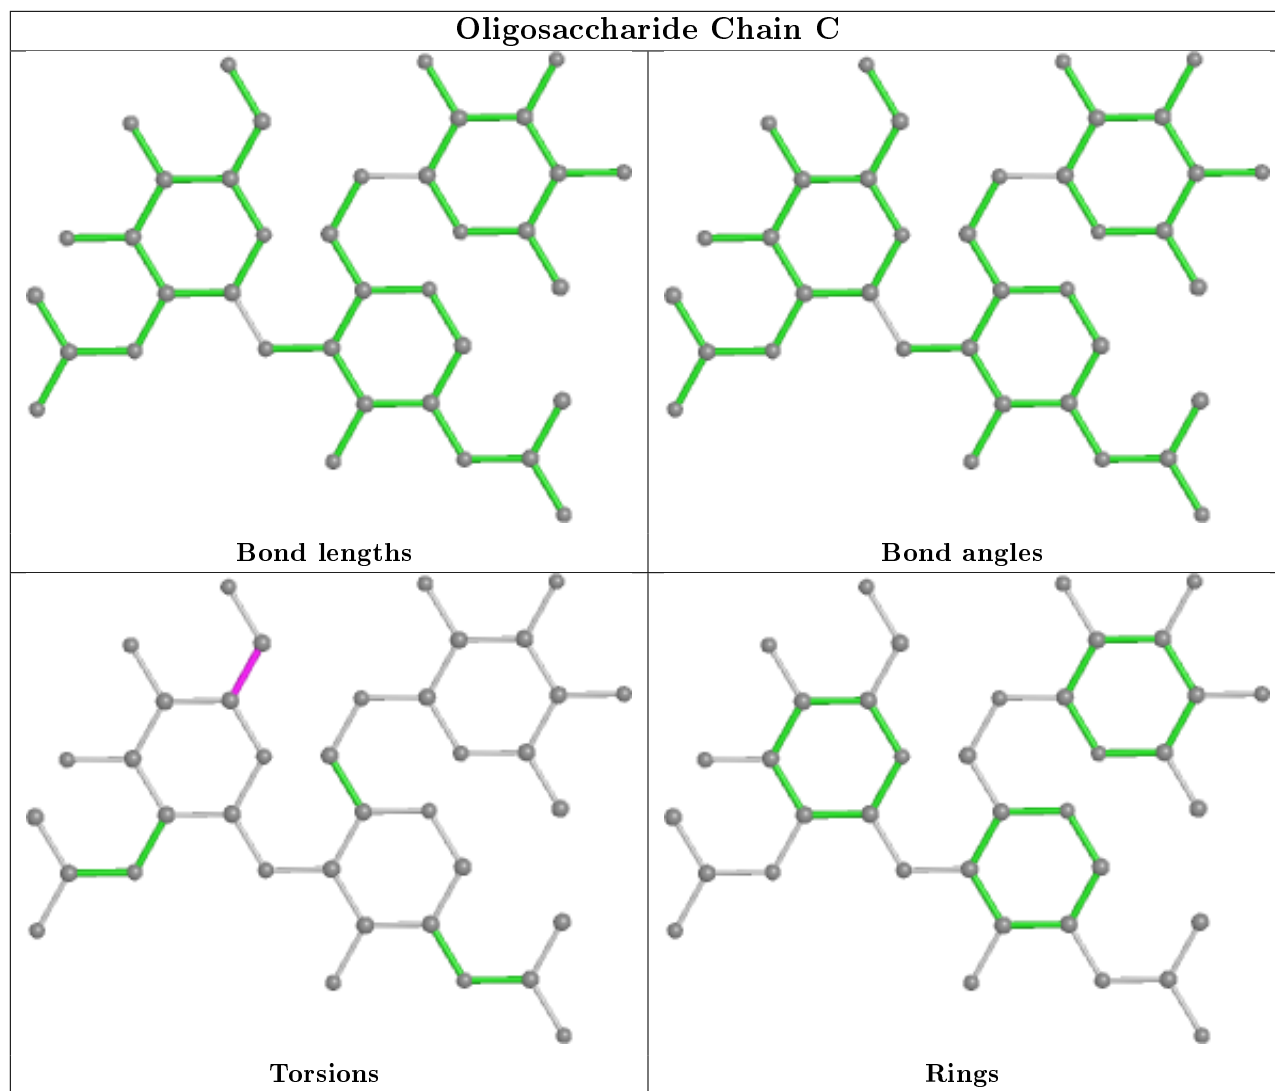 Oligosaccharide Chain C
Bond lengths
Bond angles
Torsions
Rings